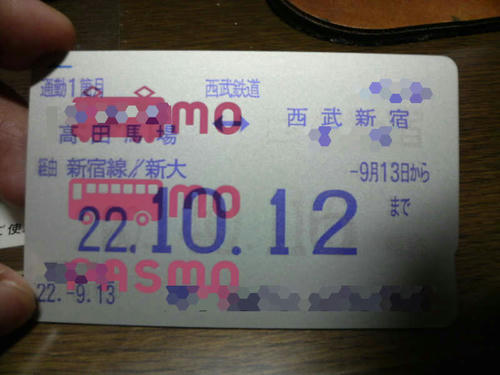 通勤1箇月 西武鉄道
高田馬場 ↔ 西武新宿
経由 新宿線//新大
-9月13日から
22.10.12 まで
PASMO
22.-9.13